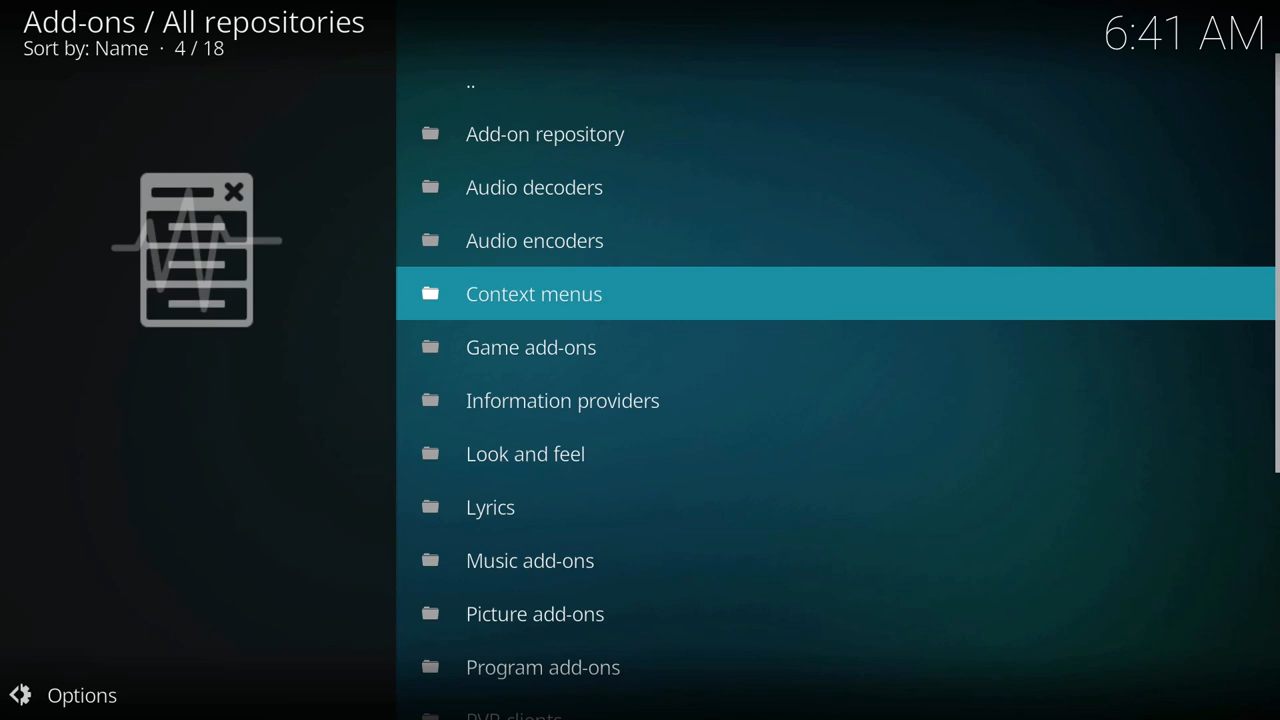 Add-ons / All repositories
Sort by: Name · 4 / 18
6:41 AM
..
Add-on repository
Audio decoders
Audio encoders
Context menus
Game add-ons
Information providers
Look and feel
Lyrics
Music add-ons
Picture add-ons
Program add-ons
PVR clients
Options